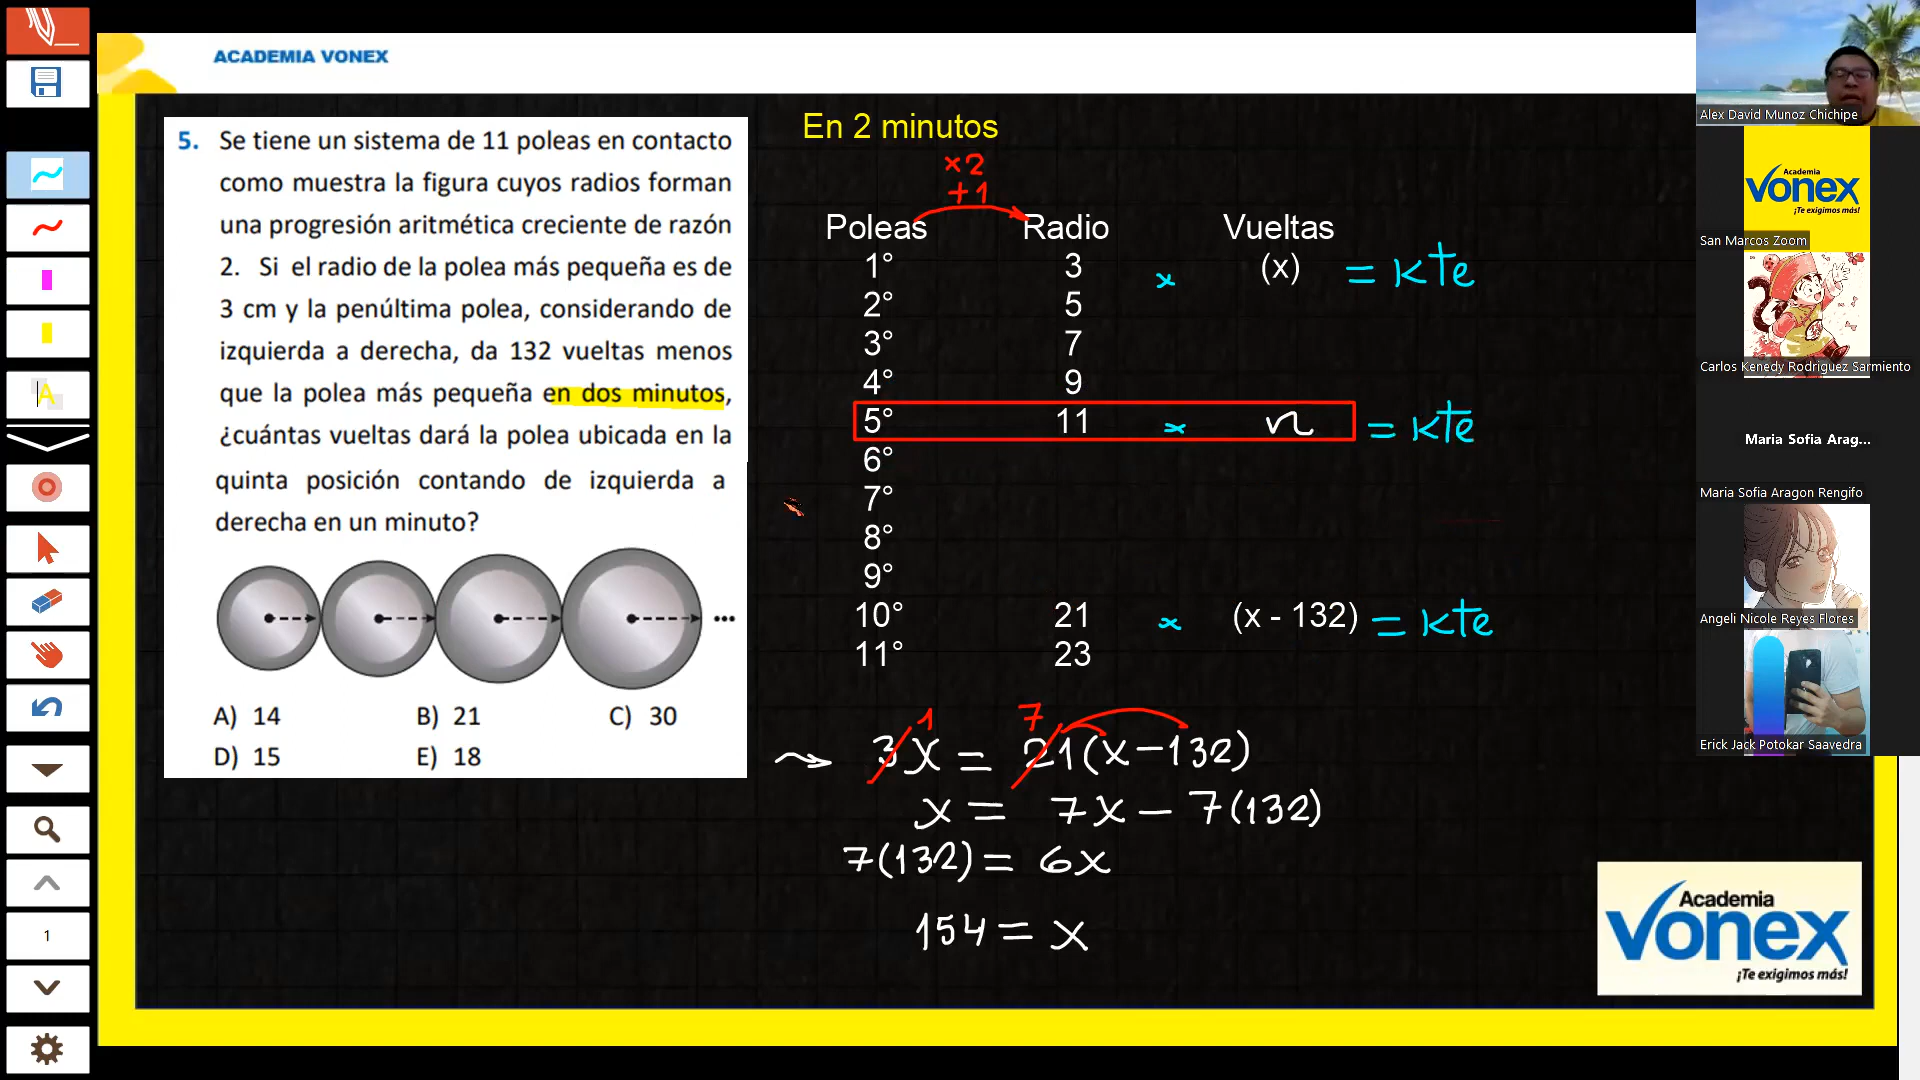 ACADEMIA VONEX
5. Se tiene un sistema de 11 poleas en contacto
como muestra la figura cuyos radios forman
una progresión aritmética creciente de razón
2. Si el radio de la polea más pequeña es de
3 cm y la penúltima polea, considerando de
izquierda a derecha, da 132 vueltas menos
que la polea más pequeña en dos minutos,
¿cuántas vueltas dará la polea ubicada en la
quinta posición contando de izquierda a
derecha en un minuto?
...
A) 14 B) 21 C) 30
D) 15 E) 18
En 2 minutos
×2
+1
Poleas Radio Vueltas
1° 3 × (x) = kte
2° 5
3° 7
4° 9
5° 11 × n = kte
6°
7°
8°
9°
10° 21 × (x - 132) = kte
11° 23
1 7
3x = 21(x-132)
x = 7x - 7(132)
7(132) = 6x
154 = x
Alex David Munoz Chichipe
Academia
vonex
¡Te exigimos más!
San Marcos Zoom
Carlos Kenedy Rodriguez Sarmiento
Maria Sofia Arag...
Maria Sofia Aragon Rengifo
Angeli Nicole Reyes Flores
Erick Jack Potokar Saavedra
Academia
vonex
¡Te exigimos más!
A
1